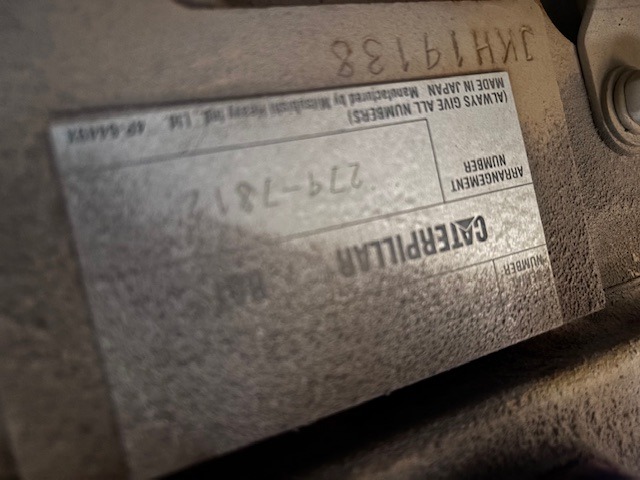 NUMBER
CATERPILLAR
ARRANGEMENT
NUMBER
279-7812
(ALWAYS GIVE ALL NUMBERS)
MADE IN JAPAN Manufactured by Mitsubishi Heavy Ind. Ltd.
JKH19138